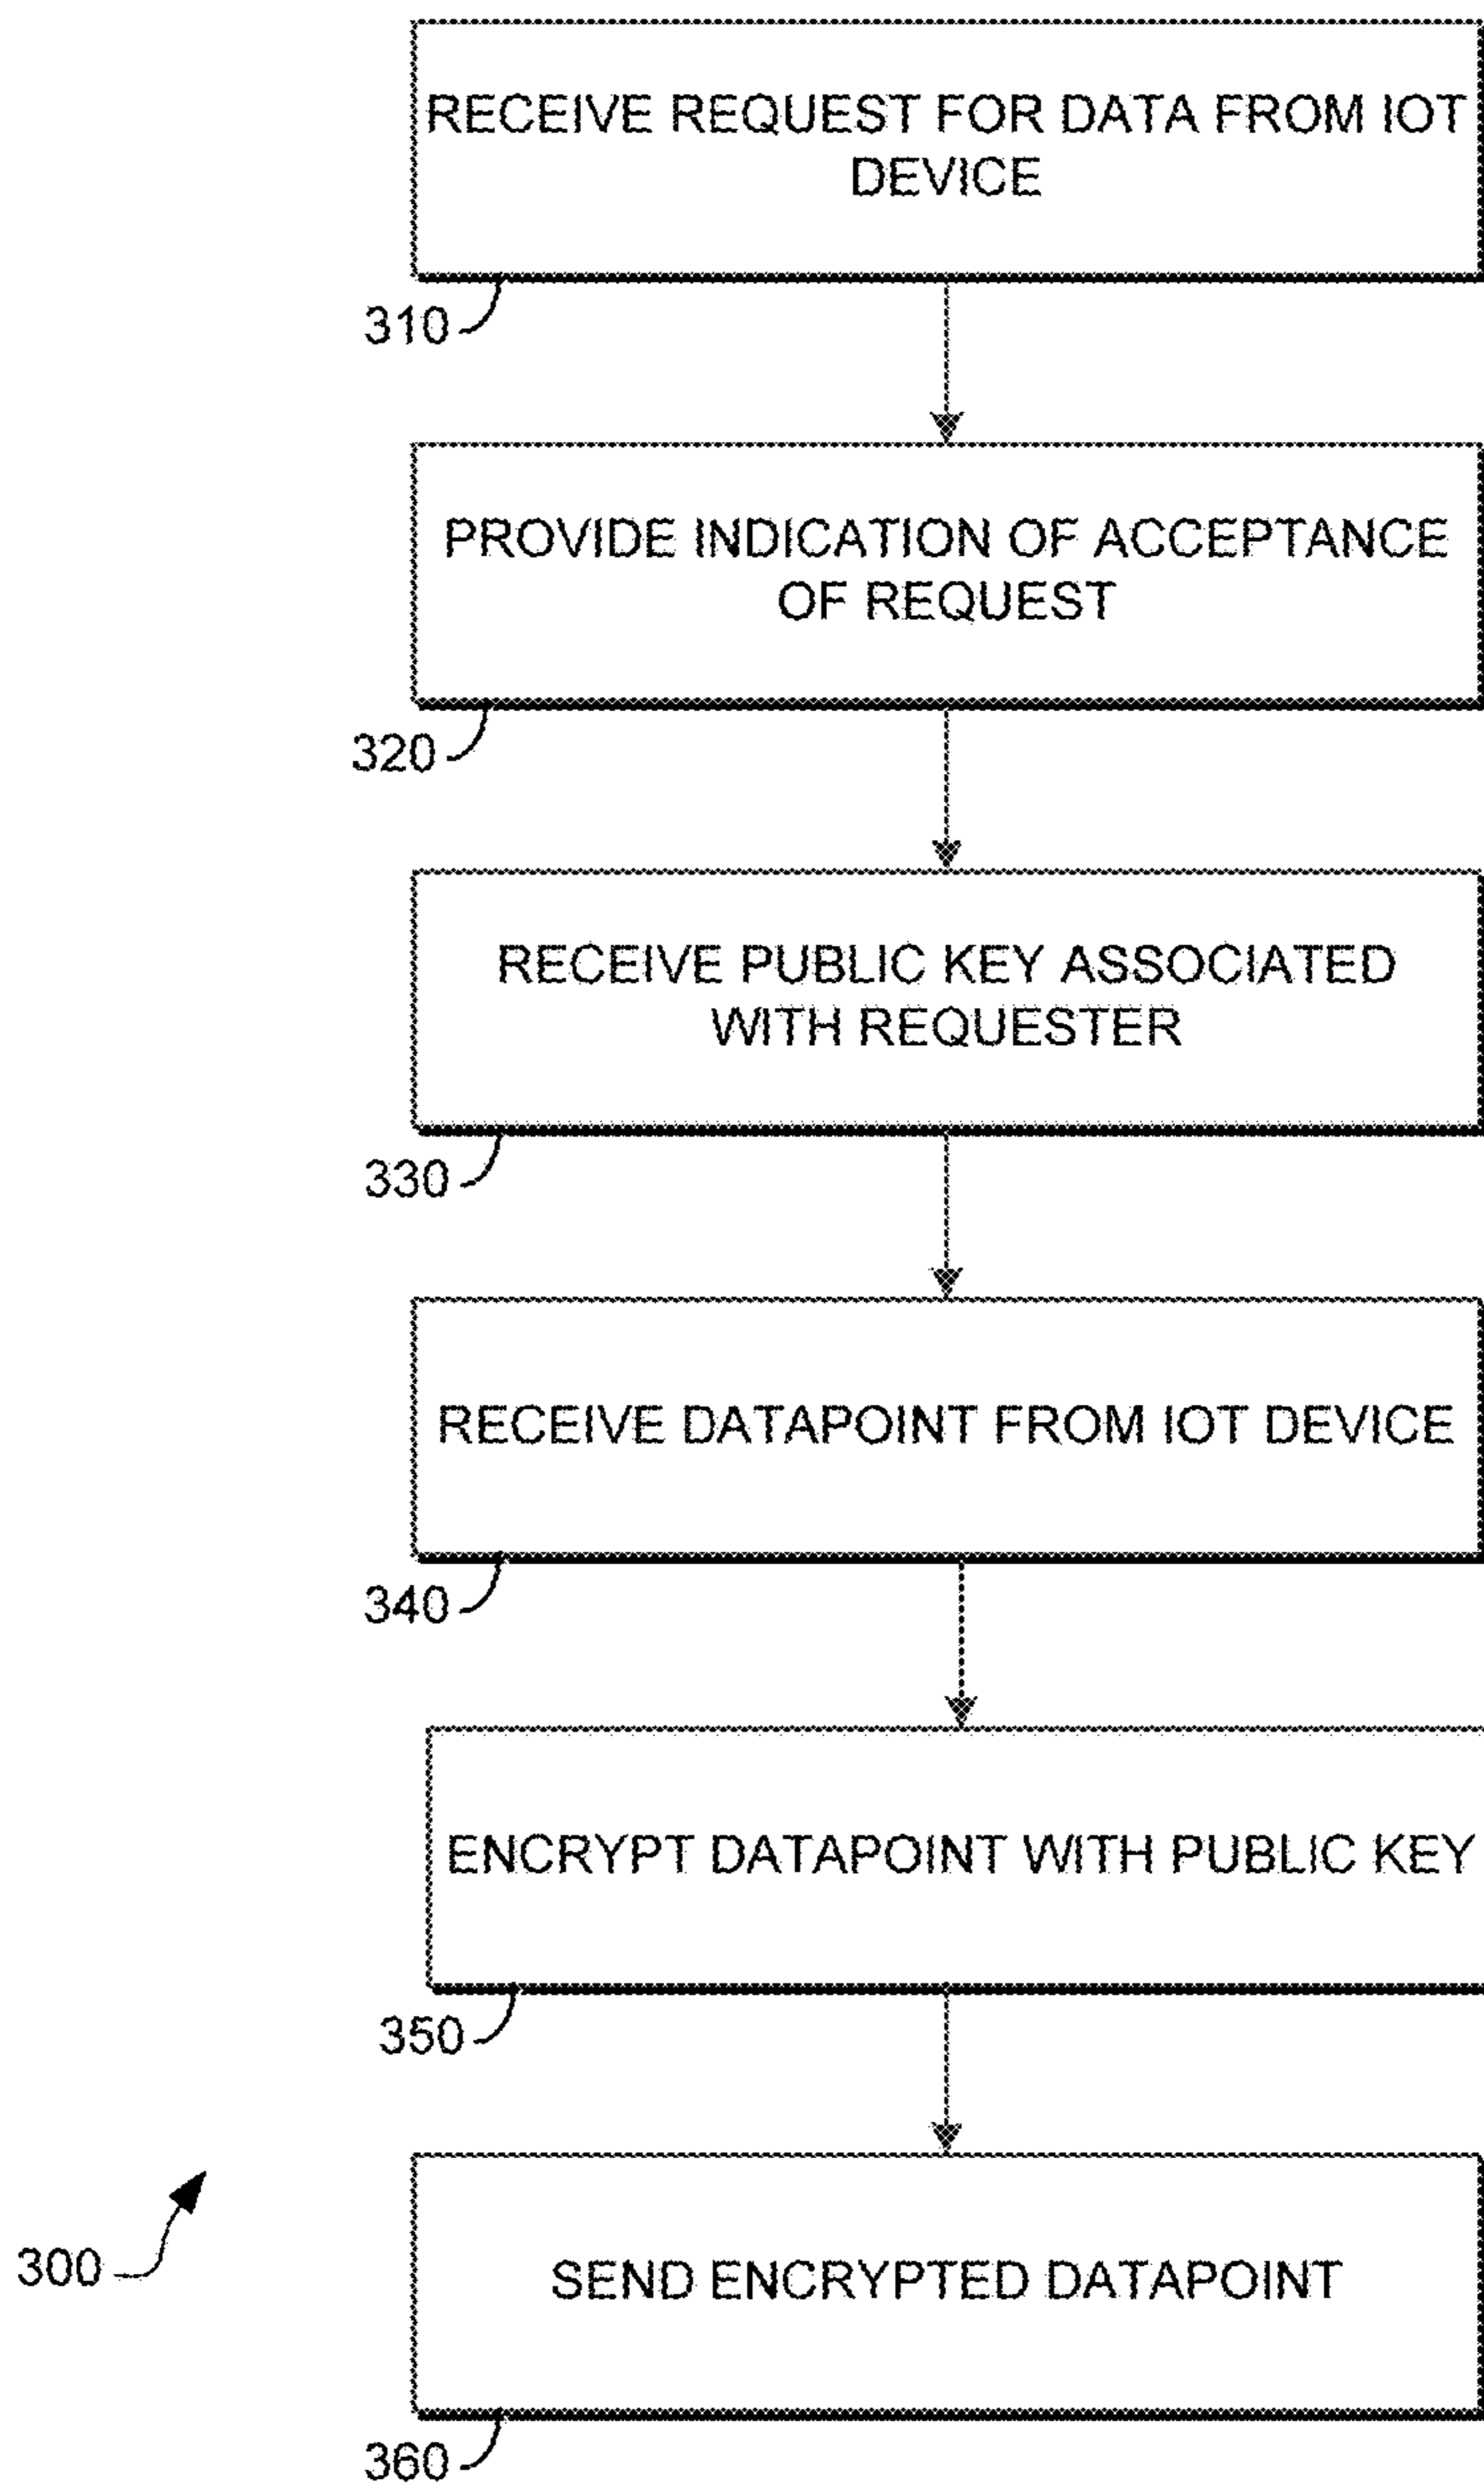 RECEIVE REQUEST FOR DATA FROM IOT
DEVICE
310
PROVIDE INDICATION OF ACCEPTANCE
OF REQUEST
320
RECEIVE PUBLIC KEY ASSOCIATED
WITH REQUESTER
330
RECEIVE DATAPOINT FROM IOT DEVICE
340
ENCRYPT DATAPOINT WITH PUBLIC KEY
350
300
SEND ENCRYPTED DATAPOINT
360